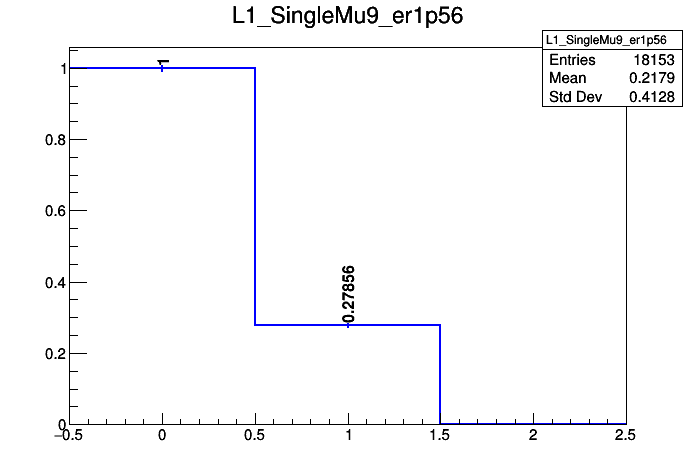 L1_SingleMu9_er1p56
L1_SingleMu9_er1p56
Entries 18153
Mean 0.2179
Std Dev 0.4128
1
0.8
0.6
0.4
0.2
0
1
0.27856
−0.5 0 0.5 1 1.5 2 2.5